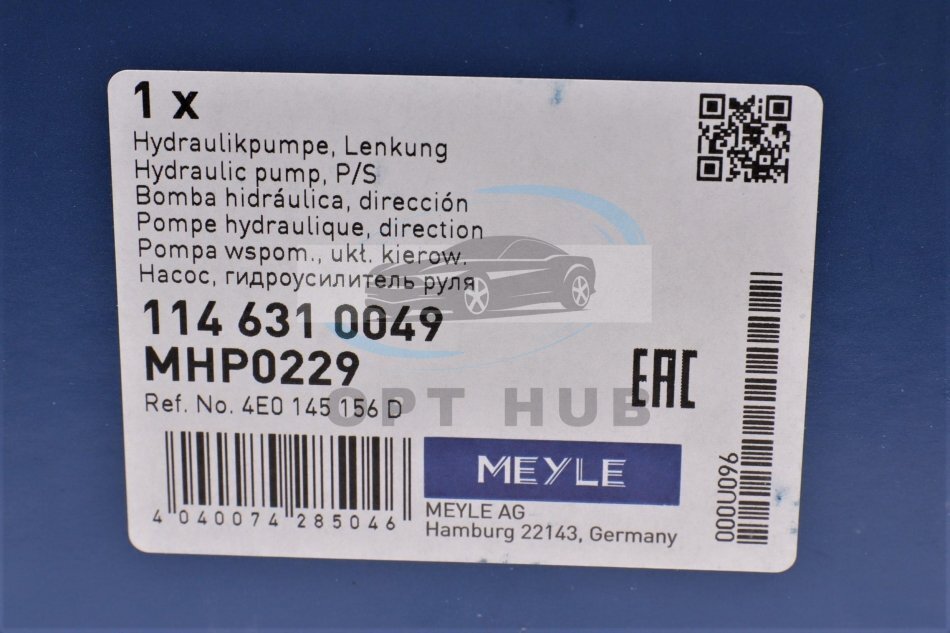 1 x
Hydraulikpumpe, Lenkung
Hydraulic pump, P/S
Bomba hidráulica, dirección
Pompe hydraulique, direction
Pompa wspom., ukł. kierow.
Насос, гидроусилитель руля
114 631 0049
MHP0229
Ref. No. 4E0 145 156 D
EAC
OPT HUB
MEYLE
4 040074 285046
MEYLE AG
Hamburg 22143, Germany
000U096